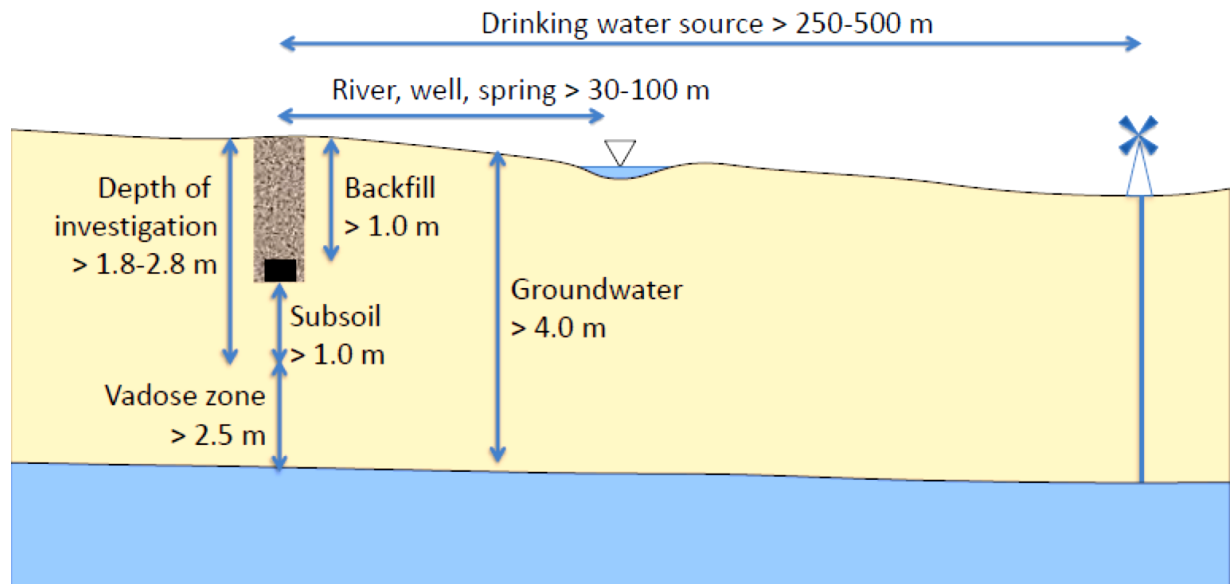 Drinking water source > 250-500 m
River, well, spring > 30-100 m
Depth of
investigation
> 1.8-2.8 m
Backfill
> 1.0 m
Subsoil
> 1.0 m
Groundwater
> 4.0 m
Vadose zone
> 2.5 m